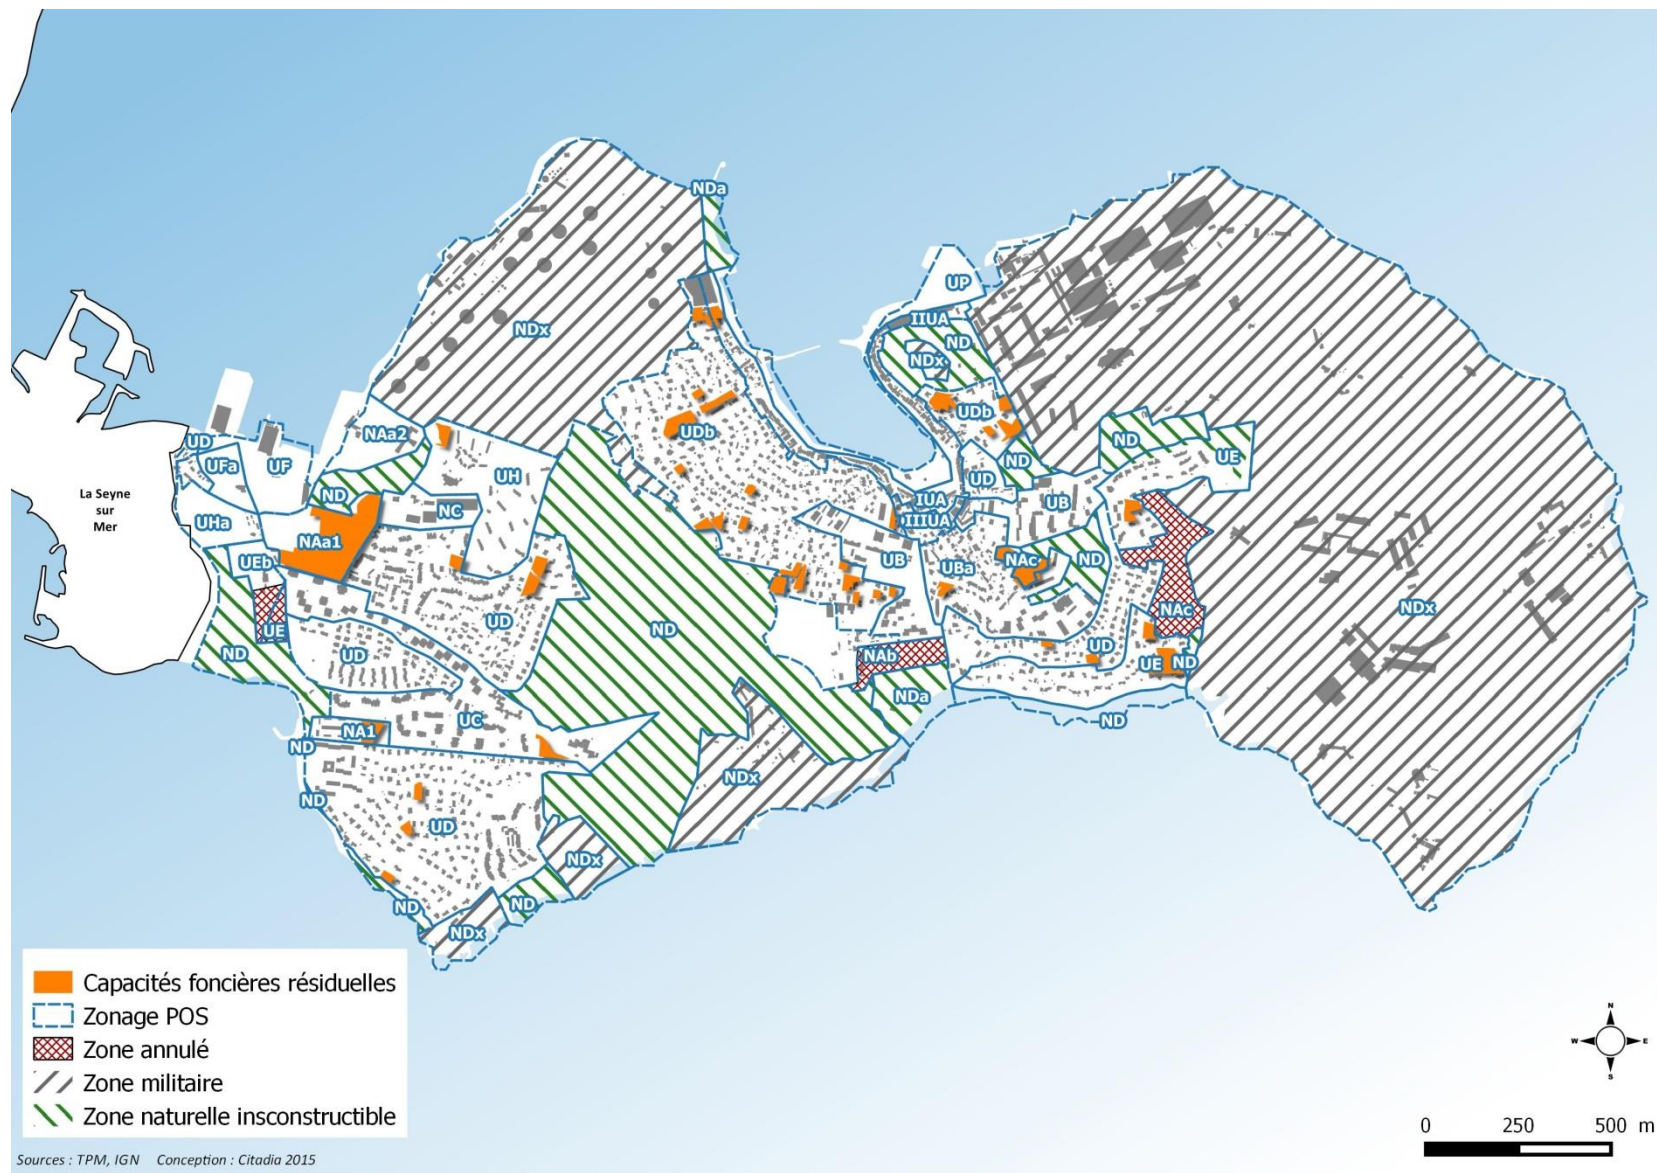 NDa
UP
IIUA
ND
NDx
NDx
UDb
UDb
NAa2
UD
UFa
UF
UH
ND
ND
UE
UD
La Seyne
sur
Mer
ND
NC
IUA
UB
UHa
IIIUA
NAa1
UB
UBa
NAc
ND
UEb
NAc
NDx
UE
UD
ND
ND
UD
NAb
UD
UE
ND
NDa
UC
NA1
ND
ND
NDx
ND
UD
NDx
ND
ND
NDx
Capacités foncières résiduelles
Zonage POS
Zone annulé
Zone militaire
Zone naturelle insconstructible
N
W
E
S
0 250 500 m
Sources : TPM, IGN Conception : Citadia 2015